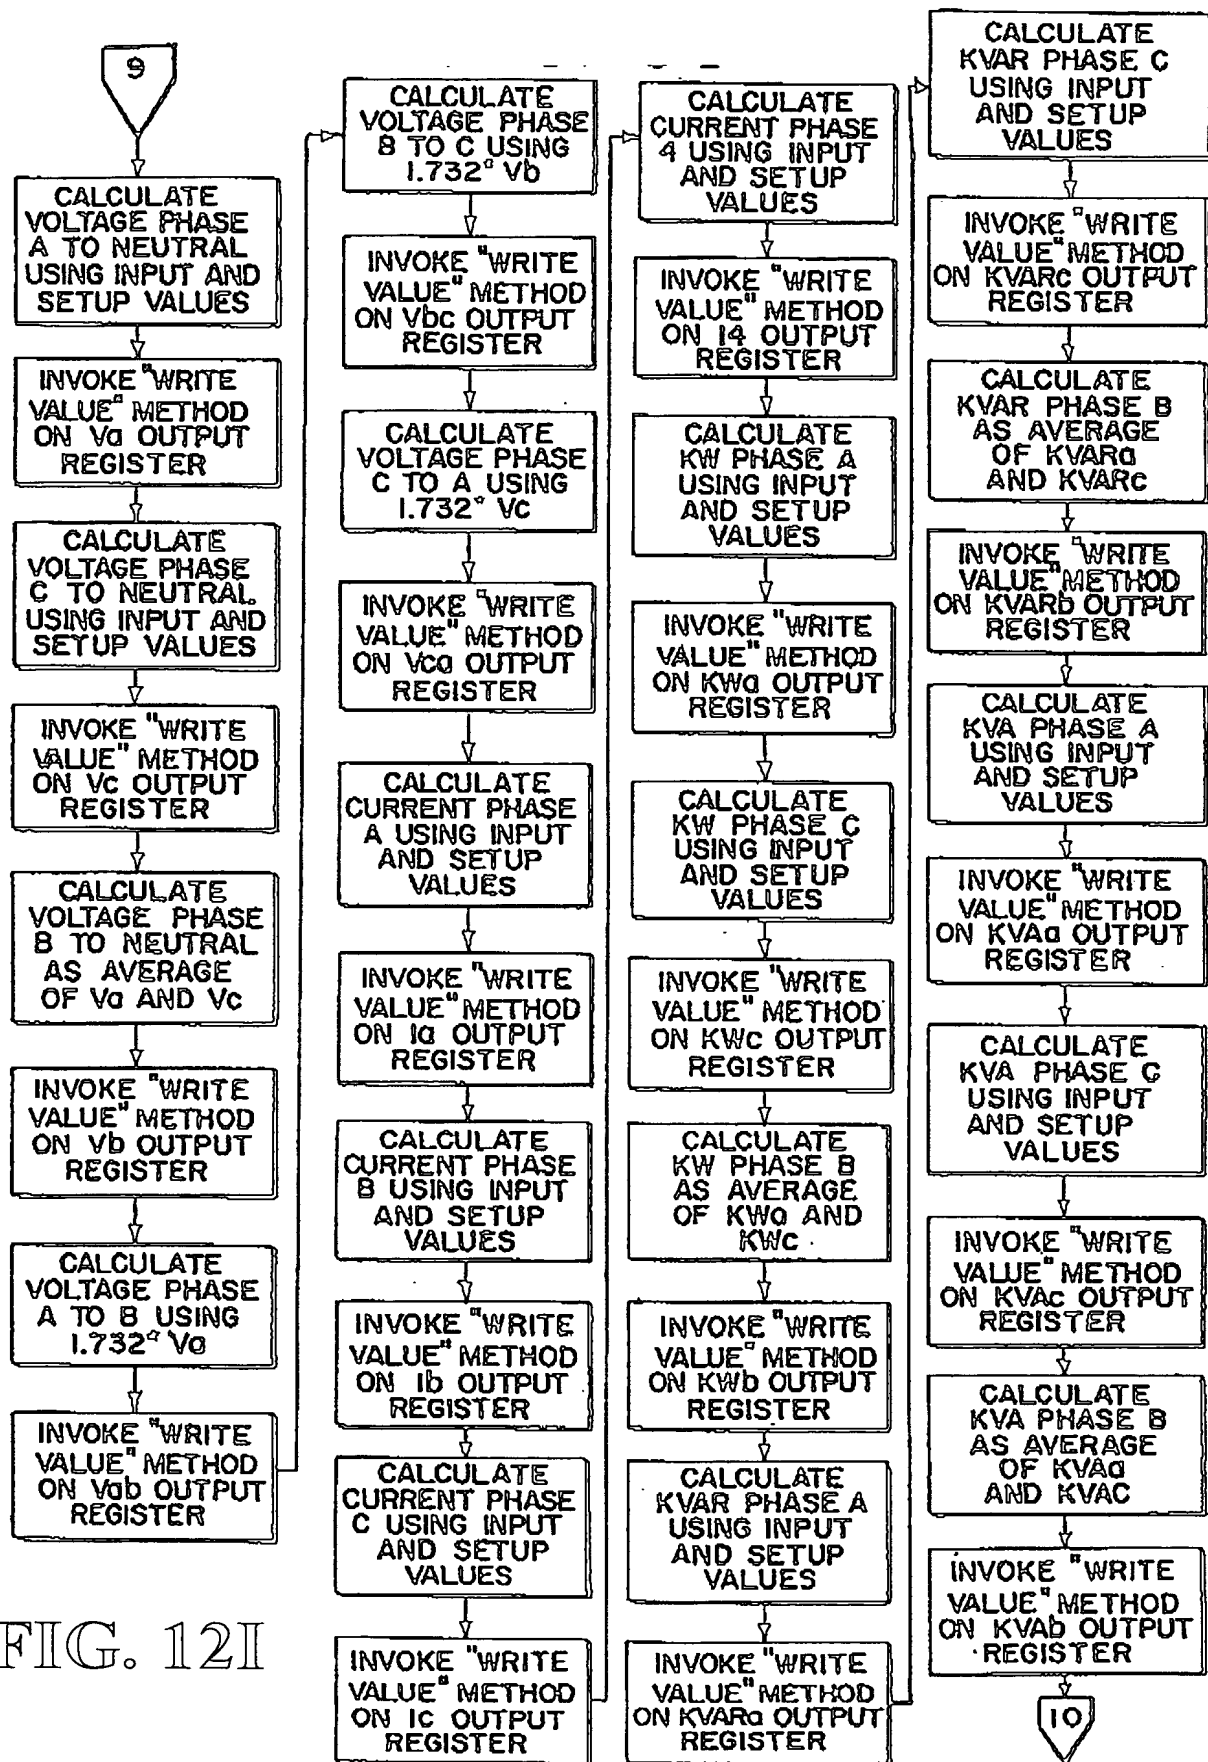 9
CALCULATE
VOLTAGE PHASE
A TO NEUTRAL
USING INPUT AND
SETUP VALUES
INVOKE "WRITE
VALUE" METHOD
ON Va OUTPUT
REGISTER
CALCULATE
VOLTAGE PHASE
C TO NEUTRAL
USING INPUT AND
SETUP VALUES
INVOKE "WRITE
VALUE" METHOD
ON Vc OUTPUT
REGISTER
CALCULATE
VOLTAGE PHASE
B TO NEUTRAL
AS AVERAGE
OF Va AND Vc
INVOKE "WRITE
VALUE" METHOD
ON Vb OUTPUT
REGISTER
CALCULATE
VOLTAGE PHASE
A TO B USING
1.732* Va
INVOKE "WRITE
VALUE" METHOD
ON Vab OUTPUT
REGISTER
CALCULATE
VOLTAGE PHASE
B TO C USING
1.732* Vb
INVOKE "WRITE
VALUE" METHOD
ON Vbc OUTPUT
REGISTER
CALCULATE
VOLTAGE PHASE
C TO A USING
1.732* Vc
INVOKE "WRITE
VALUE" METHOD
ON Vca OUTPUT
REGISTER
CALCULATE
CURRENT PHASE
A USING INPUT
AND SETUP
VALUES
INVOKE "WRITE
VALUE" METHOD
ON Ia OUTPUT
REGISTER
CALCULATE
CURRENT PHASE
B USING INPUT
AND SETUP
VALUES
INVOKE "WRITE
VALUE" METHOD
ON Ib OUTPUT
REGISTER
CALCULATE
CURRENT PHASE
C USING INPUT
AND SETUP
VALUES
INVOKE "WRITE
VALUE" METHOD
ON Ic OUTPUT
REGISTER
CALCULATE
CURRENT PHASE
4 USING INPUT
AND SETUP
VALUES
INVOKE "WRITE
VALUE" METHOD
ON I4 OUTPUT
REGISTER
CALCULATE
KW PHASE A
USING INPUT
AND SETUP
VALUES
INVOKE "WRITE
VALUE" METHOD
ON KWa OUTPUT
REGISTER
CALCULATE
KW PHASE C
USING INPUT
AND SETUP
VALUES
INVOKE "WRITE
VALUE" METHOD
ON KWc OUTPUT
REGISTER
CALCULATE
KW PHASE B
AS AVERAGE
OF KWa AND
KWc
INVOKE "WRITE
VALUE" METHOD
ON KWb OUTPUT
REGISTER
CALCULATE
KVAR PHASE A
USING INPUT
AND SETUP
VALUES
INVOKE "WRITE
VALUE" METHOD
ON KVARa OUTPUT
REGISTER
CALCULATE
KVAR PHASE C
USING INPUT
AND SETUP
VALUES
INVOKE "WRITE
VALUE" METHOD
ON KVARc OUTPUT
REGISTER
CALCULATE
KVAR PHASE B
AS AVERAGE
OF KVARa
AND KVARc
INVOKE "WRITE
VALUE" METHOD
ON KVARb OUTPUT
REGISTER
CALCULATE
KVA PHASE A
USING INPUT
AND SETUP
VALUES
INVOKE "WRITE
VALUE" METHOD
ON KVAa OUTPUT
REGISTER
CALCULATE
KVA PHASE C
USING INPUT
AND SETUP
VALUES
INVOKE "WRITE
VALUE" METHOD
ON KVAc OUTPUT
REGISTER
CALCULATE
KVA PHASE B
AS AVERAGE
OF KVAa
AND KVAC
INVOKE "WRITE
VALUE" METHOD
ON KVAb OUTPUT
REGISTER
10
FIG. 12I